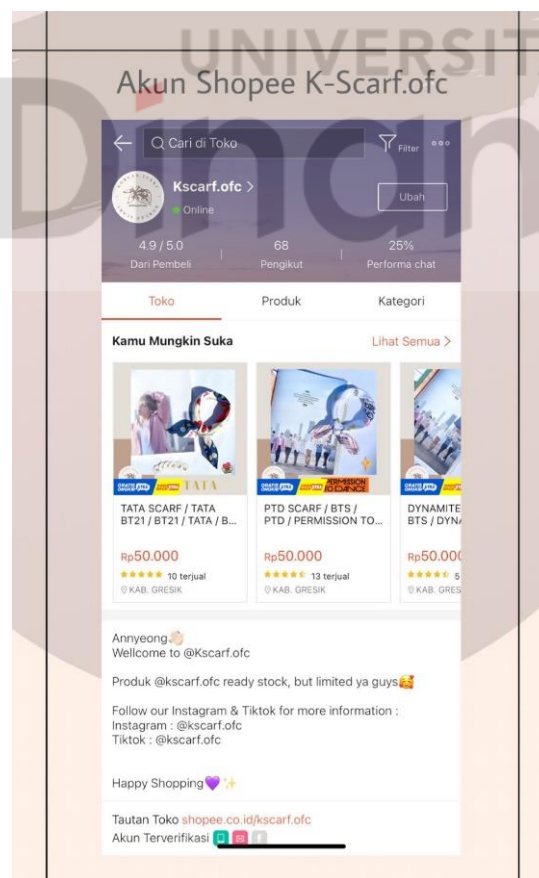 UNIVERSITA
Dinam
Akun Shopee K-Scarf.ofc
Cari di Toko
Filter
Kscarf.ofc >
Online
Ubah
4.9 / 5.0
68
25%
Dari Pembeli
Pengikut
Performa chat
Toko
Produk
Kategori
Kamu Mungkin Suka
Lihat Semua >
TATA
PERMISSION
TO DANCE
TATA SCARF / TATA
BT21 / BT21 / TATA / B...
PTD SCARF / BTS /
PTD / PERMISSION TO...
DYNAMITE
BTS / DYNA
Rp50.000
Rp50.000
Rp50.000
10 terjual
13 terjual
5
KAB. GRESIK
KAB. GRESIK
KAB. GRES
Annyeong👋🏻
Wellcome to @Kscarf.ofc
Produk @kscarf.ofc ready stock, but limited ya guys🥰
Follow our Instagram & Tiktok for more information :
Instagram : @kscarf.ofc
Tiktok : @kscarf.ofc
Happy Shopping💜✨
Tautan Toko shopee.co.id/kscarf.ofc
Akun Terverifikasi